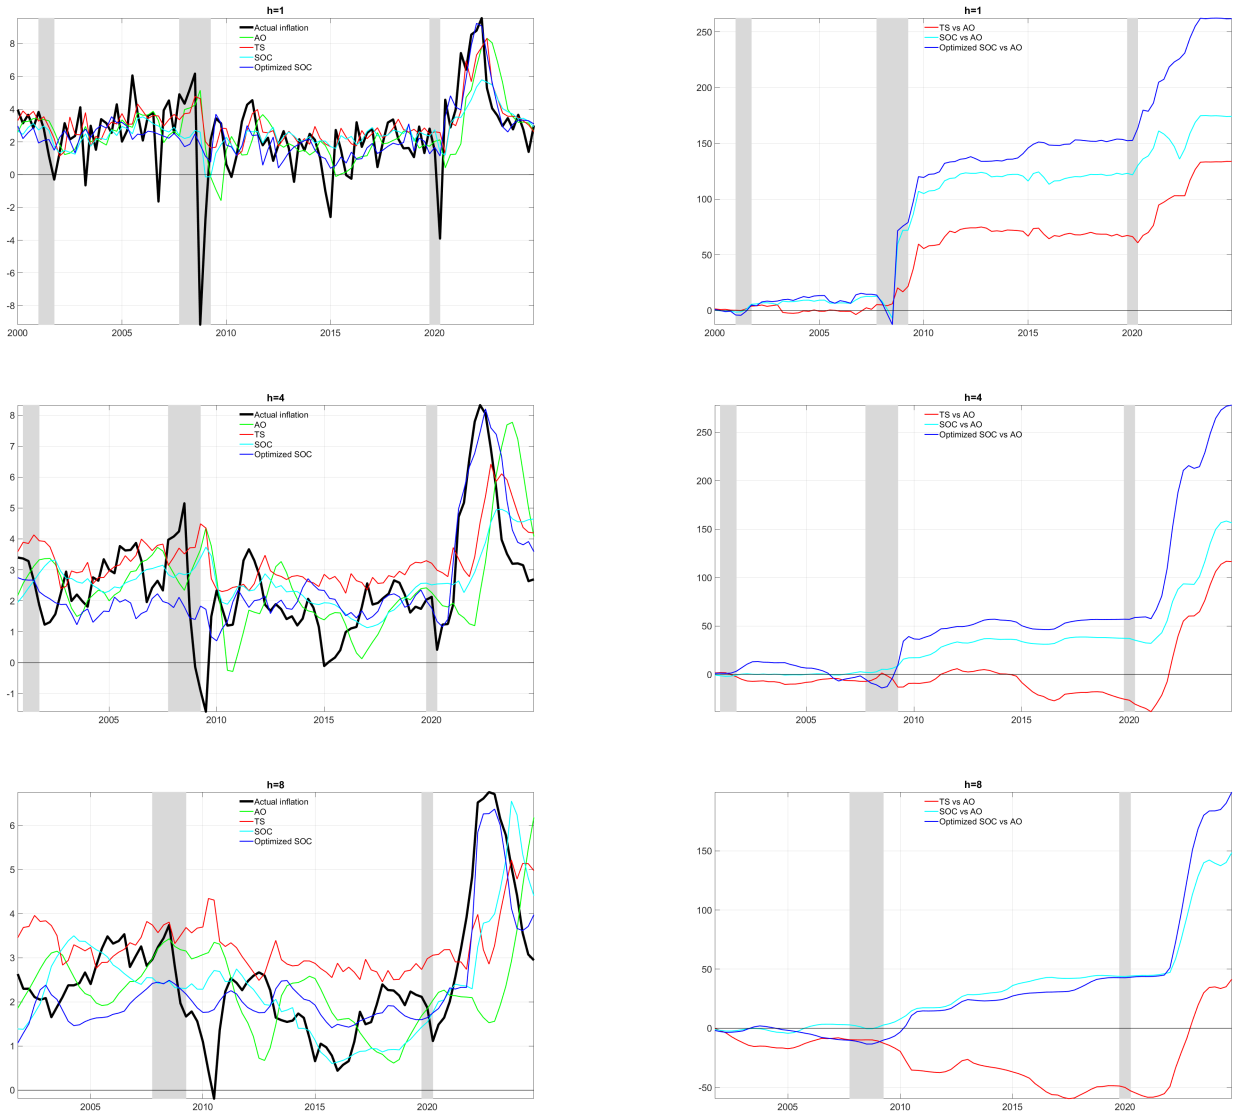 h=1
Actual inflation
AO
TS
SOC
Optimized SOC
8
6
4
2
0
-2
-4
-6
-8
2000 2005 2010 2015 2020
h=1
TS vs AO
SOC vs AO
Optimized SOC vs AO
250
200
150
100
50
0
2000 2005 2010 2015 2020
h=4
Actual inflation
AO
TS
SOC
Optimized SOC
8
7
6
5
4
3
2
1
0
-1
2005 2010 2015 2020
h=4
TS vs AO
SOC vs AO
Optimized SOC vs AO
250
200
150
100
50
0
2005 2010 2015 2020
h=8
Actual inflation
AO
TS
SOC
Optimized SOC
6
5
4
3
2
1
0
2005 2010 2015 2020
h=8
TS vs AO
SOC vs AO
Optimized SOC vs AO
150
100
50
0
-50
2005 2010 2015 2020